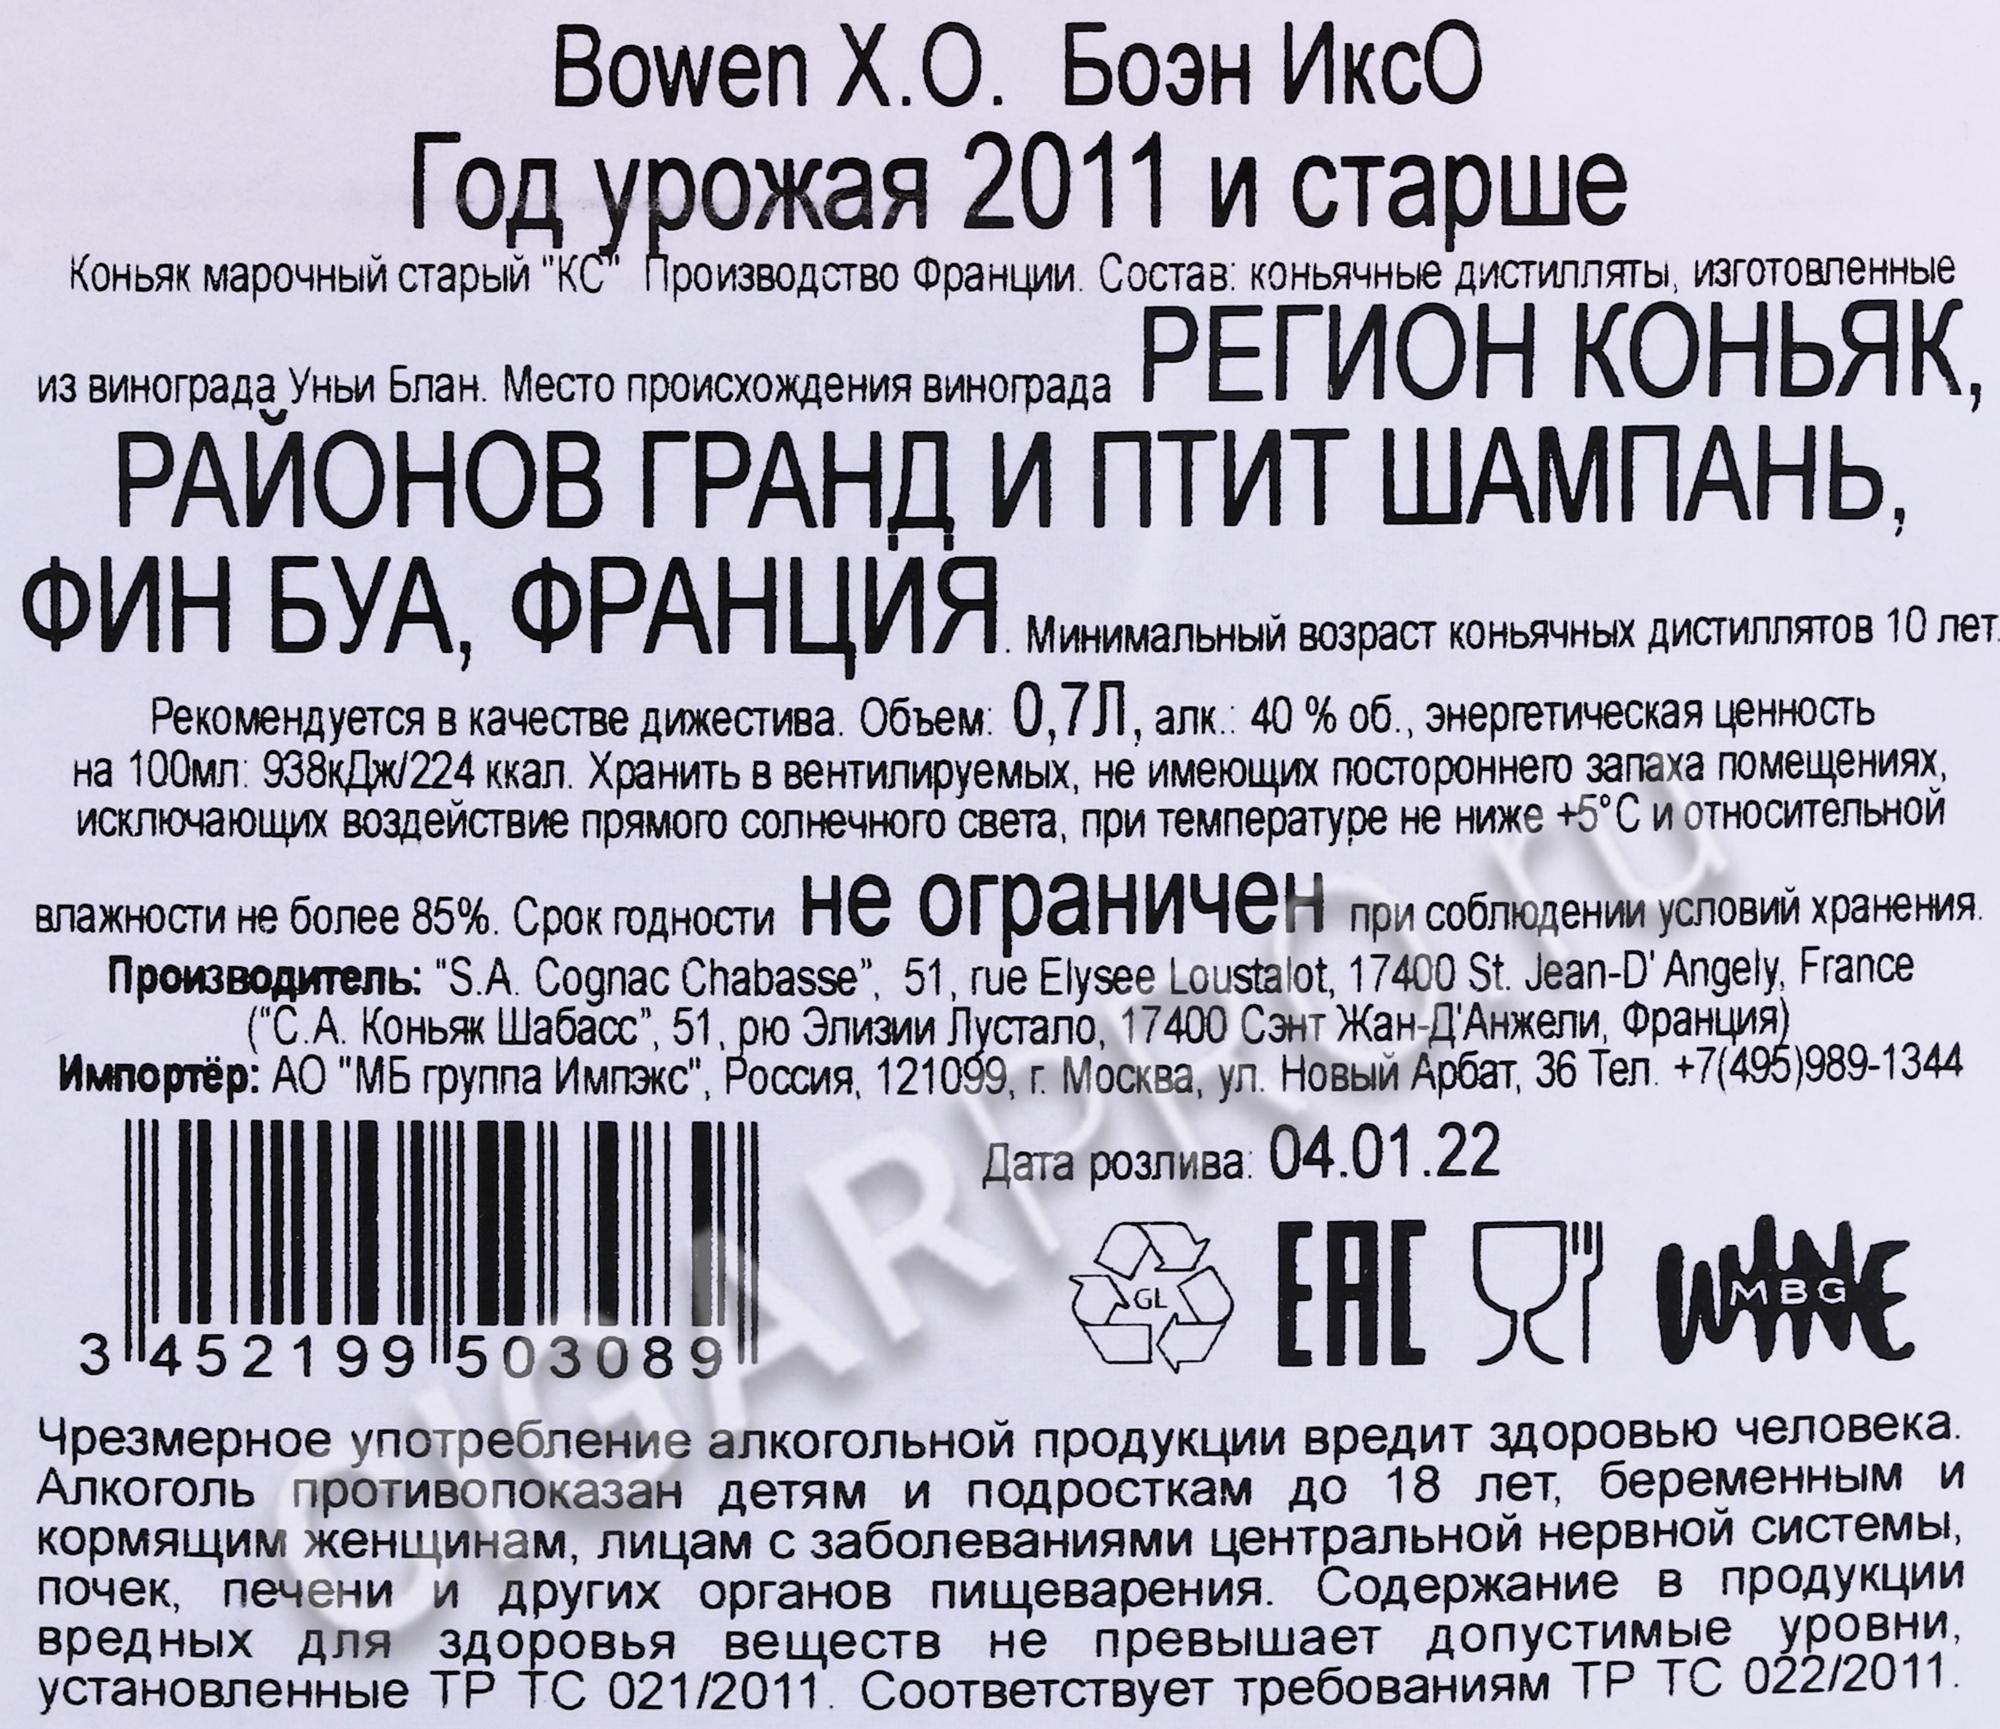 Bowen X.O. Боэн ИксО
Год урожая 2011 и старше
Коньяк марочный старый "КС" Производство Франции. Состав: коньячные дистилляты, изготовленные
из винограда Уньи Блан. Место происхождения винограда РЕГИОН КОНЬЯК,
РАЙОНОВ ГРАНД И ПТИТ ШАМПАНЬ,
ФИН БУА, ФРАНЦИЯ. Минимальный возраст коньячных дистиллятов 10 лет.
Рекомендуется в качестве дижестива. Объем: 0,7Л, алк.: 40 % об., энергетическая ценность
на 100мл: 938кДж/224 ккал. Хранить в вентилируемых, не имеющих постороннего запаха помещениях,
исключающих воздействие прямого солнечного света, при температуре не ниже +5°С и относительной
влажности не более 85%. Срок годности не ограничен при соблюдении условий хранения.
Производитель: "S.A. Cognac Chabasse", 51, rue Elysee Loustalot, 17400 St. Jean-D' Angely, France
("С.А. Коньяк Шабасс", 51, рю Элизии Лустало, 17400 Сэнт Жан-Д'Анжели, Франция)
Импортёр: АО "МБ группа Импэкс", Россия, 121099, г. Москва, ул. Новый Арбат, 36 Тел. +7(495)989-1344
Дата розлива: 04.01.22
GL EAC WINE MBG
3 452199 503089
Чрезмерное употребление алкогольной продукции вредит здоровью человека.
Алкоголь противопоказан детям и подросткам до 18 лет, беременным и
кормящим женщинам, лицам с заболеваниями центральной нервной системы,
почек, печени и других органов пищеварения. Содержание в продукции
вредных для здоровья веществ не превышает допустимые уровни,
установленные ТР ТС 021/2011. Соответствует требованиям ТР ТС 022/2011.
CIGARPRO.ru